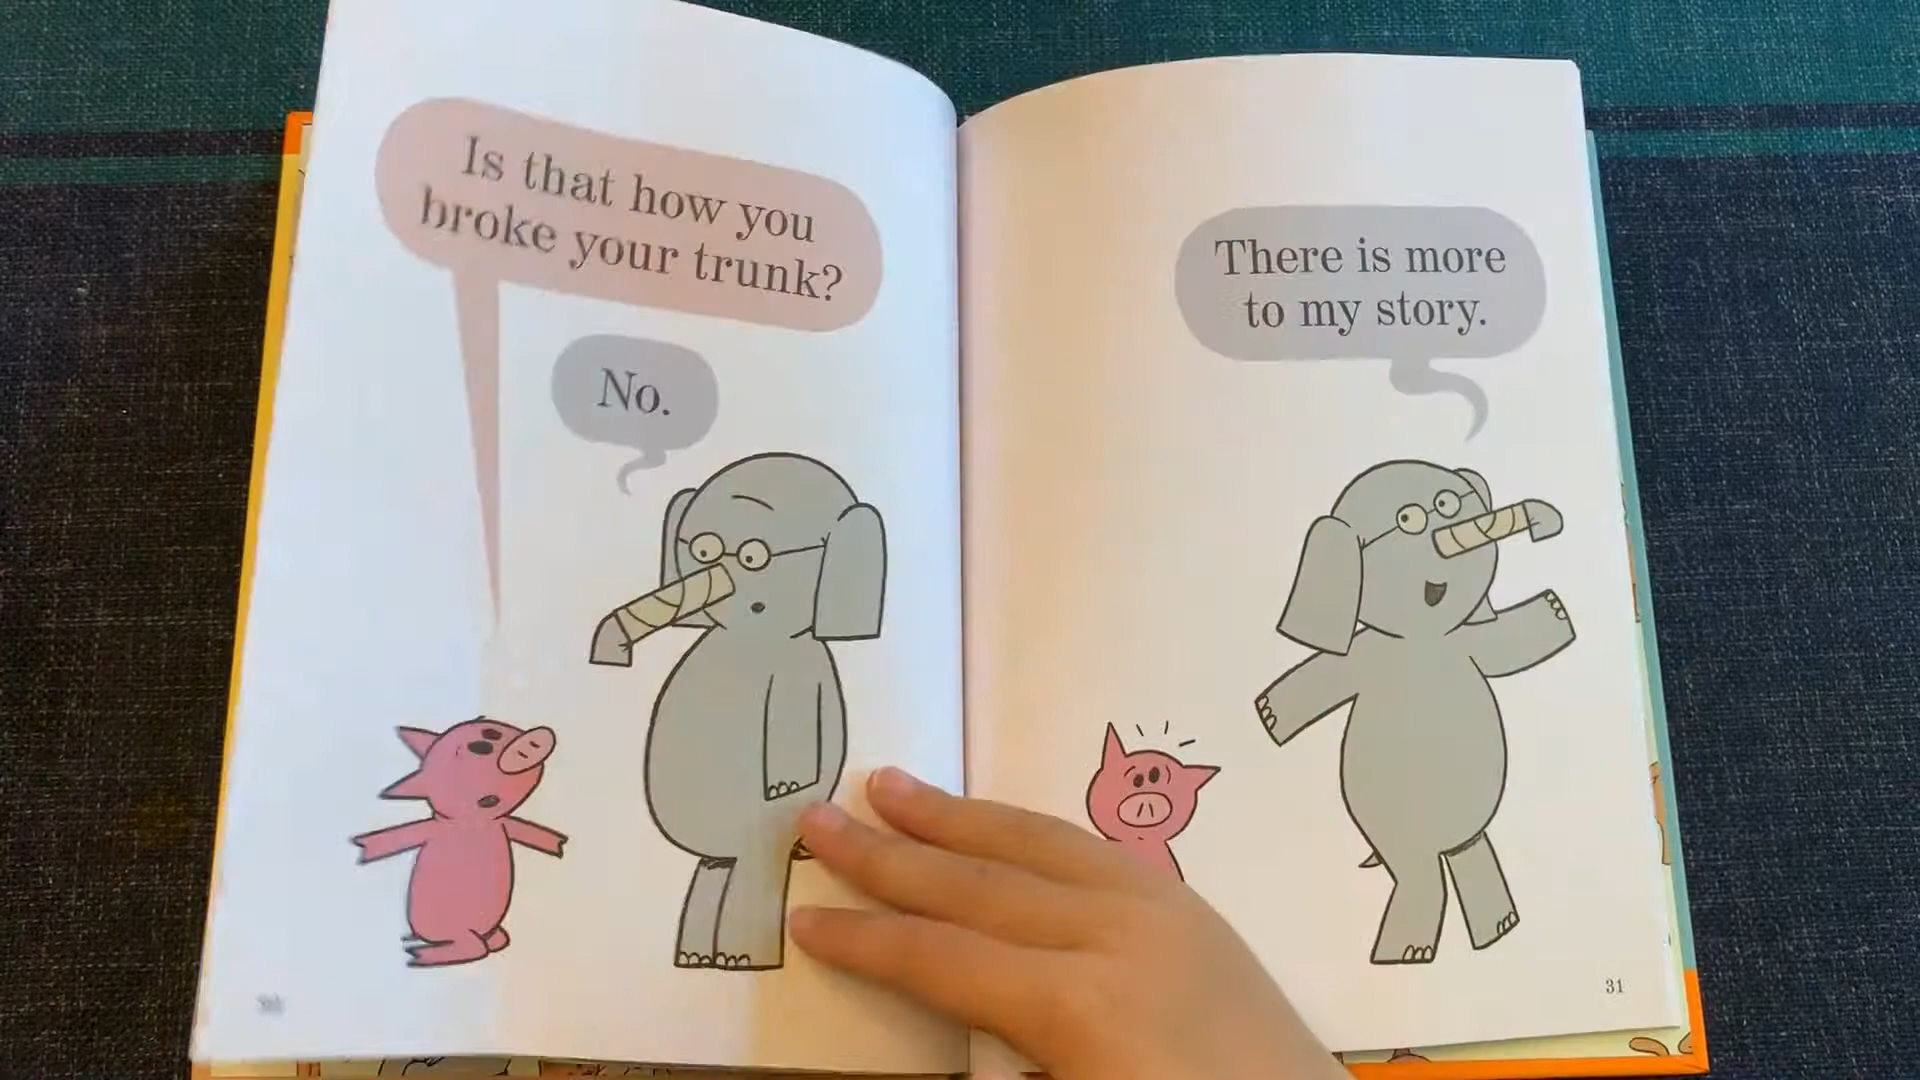 Is that how you
broke your trunk?
No.
There is more
to my story.
31